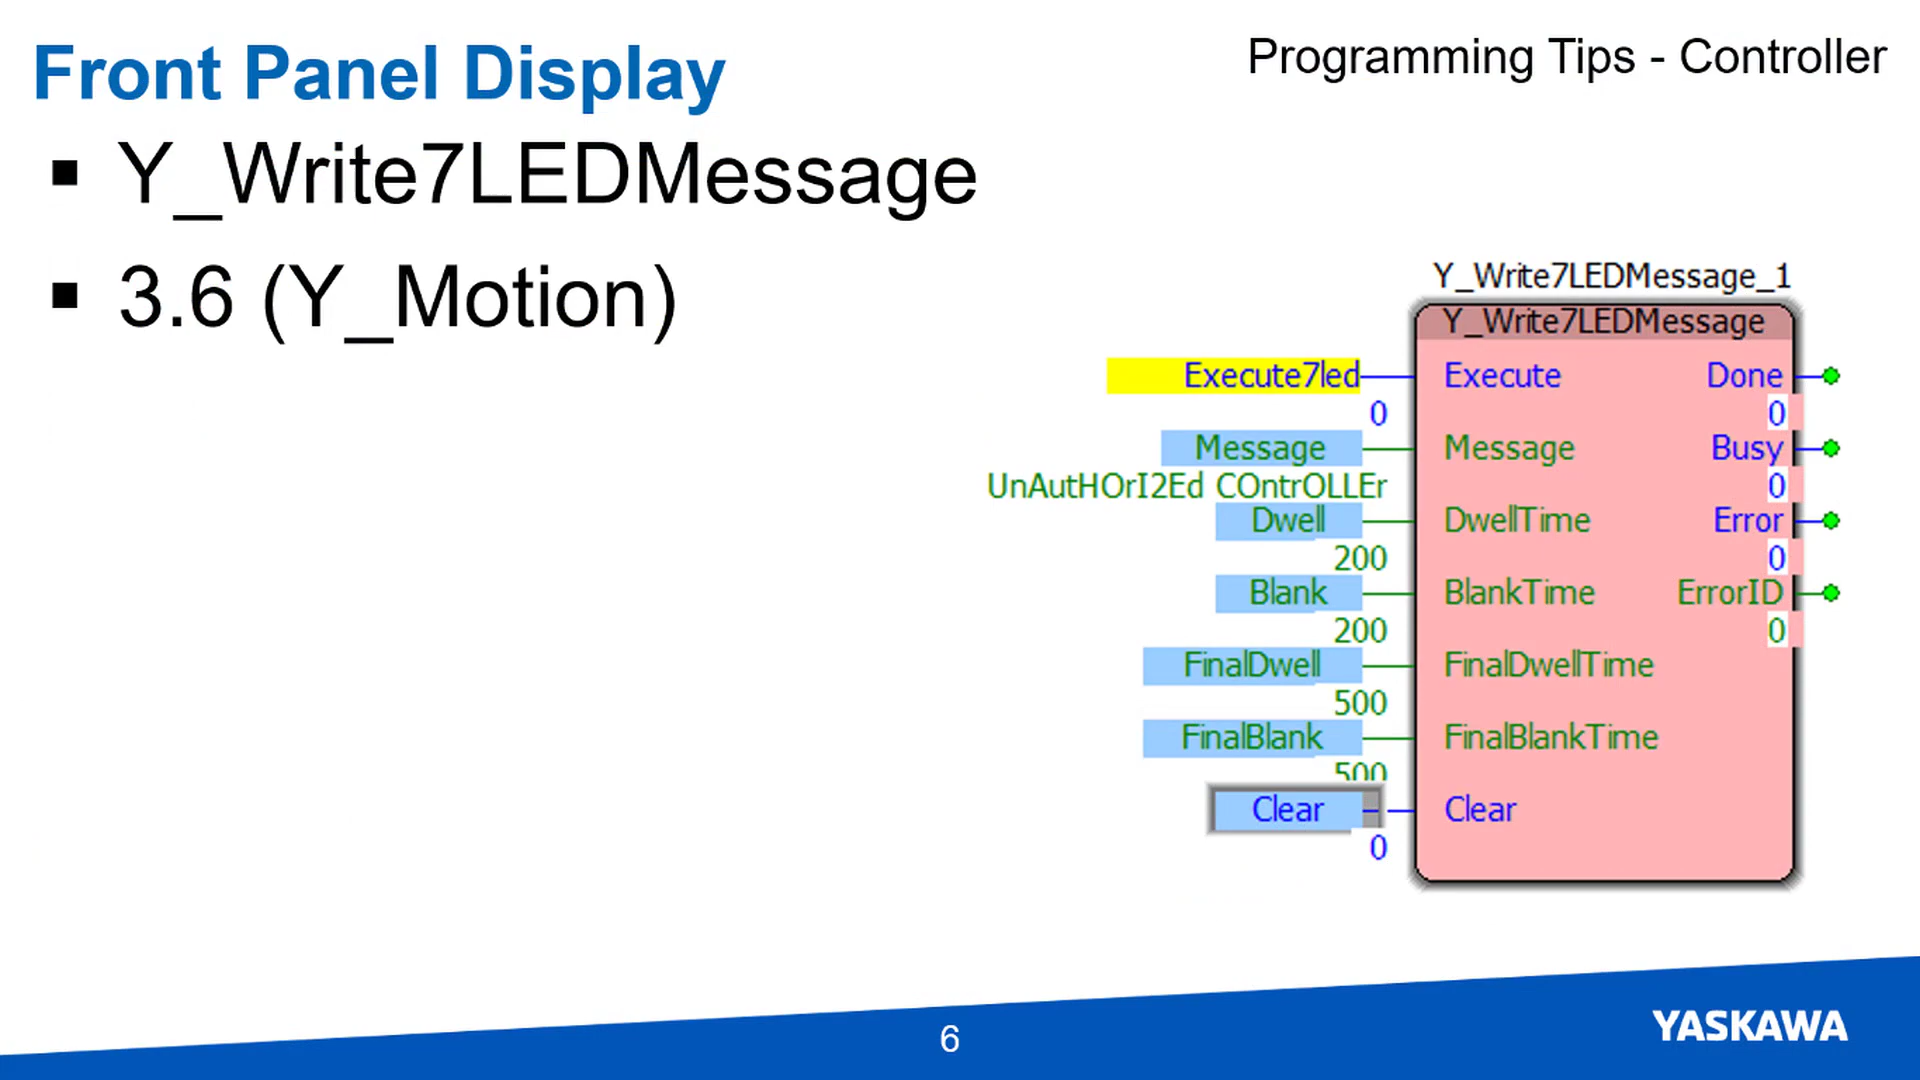 Front Panel Display
Programming Tips - Controller
▪ Y_Write7LEDMessage
▪ 3.6 (Y_Motion)
Y_Write7LEDMessage_1
Y_Write7LEDMessage
Execute7led Execute Done
0 0
Message Message Busy
UnAutHOrI2Ed COntrOLLEr 0
Dwell DwellTime Error
200 0
Blank BlankTime ErrorID
200 0
FinalDwell FinalDwellTime
500
FinalBlank FinalBlankTime
500
Clear Clear
0
6
YASKAWA